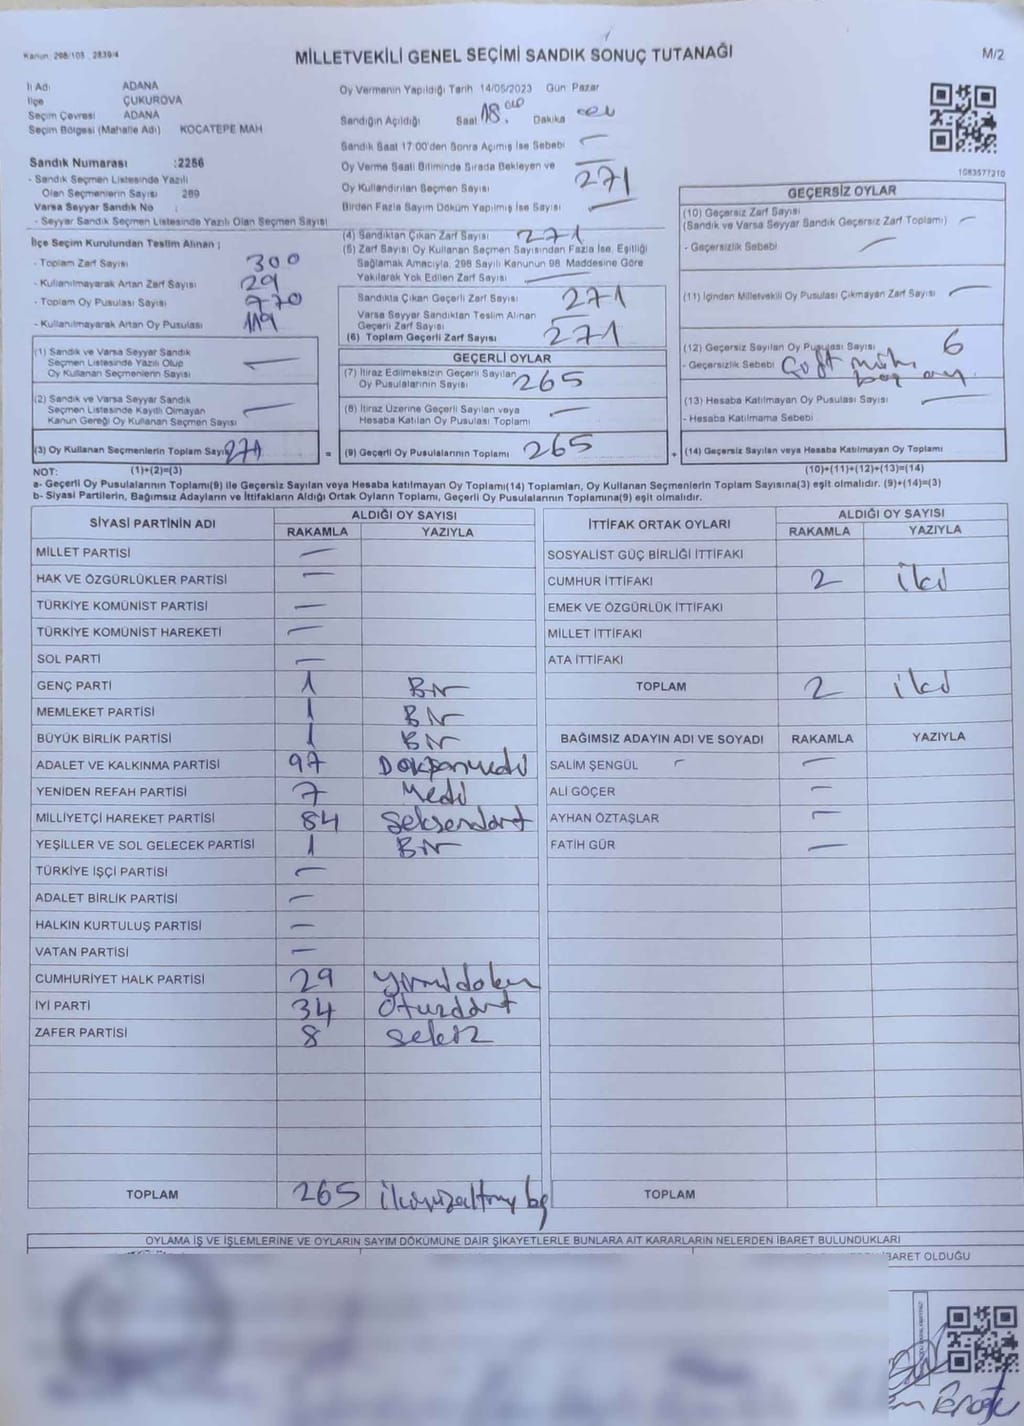 Kanun: 298/105 2839/4
MİLLETVEKİLİ GENEL SEÇİMİ SANDIK SONUÇ TUTANAĞI
M/2
İl Adı ADANA
İlçe ÇUKUROVA
Seçim Çevresi ADANA
Seçim Bölgesi (Mahalle Adı) KOCATEPE MAH
Sandık Numarası :2286
- Sandık Seçmen Listesinde Yazılı
Olan Seçmenlerin Sayısı 289
Varsa Seyyar Sandık No :
- Seyyar Sandık Seçmen Listesinde Yazılı Olan Seçmen Sayısı
Oy Vermenin Yapıldığı Tarih 14/05/2023 Gün Pazar
Sandığın Açıldığı Saat 18.00 Dakika
Sandık Saat 17:00'den Sonra Açılmış İse Sebebi —
Oy Verme Saati Bitiminde Sırada Bekleyen ve —
Oy Kullandırılan Seçmen Sayısı 271
Birden Fazla Sayım Döküm Yapılmış İse Sayısı —
1083577210
İlçe Seçim Kurulundan Teslim Alınan ;
- Toplam Zarf Sayısı 300
- Kullanılmayarak Artan Zarf Sayısı 29
- Toplam Oy Pusulası Sayısı 770
- Kullanılmayarak Artan Oy Pusulası
(1) Sandık ve Varsa Seyyar Sandık
Seçmen Listesinde Yazılı Olup
Oy Kullanan Seçmenlerin Sayısı —
(2) Sandık ve Varsa Seyyar Sandık
Seçmen Listesinde Kayıtlı Olmayan
Kanun Gereği Oy Kullanan Seçmen Sayısı —
(3) Oy Kullanan Seçmenlerin Toplam Sayısı 271
(4) Sandıktan Çıkan Zarf Sayısı 271
(5) Zarf Sayısı Oy Kullanan Seçmen Sayısından Fazla İse, Eşitliği
Sağlamak Amacıyla, 298 Sayılı Kanunun 98 Maddesine Göre
Yakılarak Yok Edilen Zarf Sayısı —
Sandıkta Çıkan Geçerli Zarf Sayısı 271
Varsa Seyyar Sandıktan Teslim Alınan
Geçerli Zarf Sayısı —
(6) Toplam Geçerli Zarf Sayısı 271
GEÇERLİ OYLAR
(7) İtiraz Edilmeksizin Geçerli Sayılan
Oy Pusulalarının Sayısı 265
(8) İtiraz Üzerine Geçerli Sayılan veya
Hesaba Katılan Oy Pusulası Toplamı —
= (9) Geçerli Oy Pusulalarının Toplamı 265
GEÇERSİZ OYLAR
(10) Geçersiz Zarf Sayısı
(Sandık ve Varsa Seyyar Sandık Geçersiz Zarf Toplamı) —
- Geçersizlik Sebebi —
(11) İçinden Milletvekili Oy Pusulası Çıkmayan Zarf Sayısı —
(12) Geçersiz Sayılan Oy Pusulası Sayısı 6
- Geçersizlik Sebebi
(13) Hesaba Katılmayan Oy Pusulası Sayısı —
- Hesaba Katılmama Sebebi
+ (14) Geçersiz Sayılan veya Hesaba Katılmayan Oy Toplamı
NOT: (1)+(2)=(3) (10)+(11)+(12)+(13)=(14)
a- Geçerli Oy Pusulalarının Toplamı(9) ile Geçersiz Sayılan veya Hesaba katılmayan Oy Toplamı(14) Toplamları, Oy Kullanan Seçmenlerin Toplam Sayısına(3) eşit olmalıdır. (9)+(14)=(3)
b- Siyasi Partilerin, Bağımsız Adayların ve İttifakların Aldığı Ortak Oyların Toplamı, Geçerli Oy Pusulalarının Toplamına(9) eşit olmalıdır.
SİYASİ PARTİNİN ADI ALDIĞI OY SAYISI
RAKAMLA YAZIYLA
MİLLET PARTİSİ —
HAK VE ÖZGÜRLÜKLER PARTİSİ —
TÜRKİYE KOMÜNİST PARTİSİ —
TÜRKİYE KOMÜNİST HAREKETİ —
SOL PARTİ —
GENÇ PARTİ 1 Bir
MEMLEKET PARTİSİ 1 Bir
BÜYÜK BİRLİK PARTİSİ 1 Bir
ADALET VE KALKINMA PARTİSİ 97 Doksanyedi
YENİDEN REFAH PARTİSİ 7 Yedi
MİLLİYETÇİ HAREKET PARTİSİ 84 Seksendört
YEŞİLLER VE SOL GELECEK PARTİSİ 1 Bir
TÜRKİYE İŞÇİ PARTİSİ —
ADALET BİRLİK PARTİSİ —
HALKIN KURTULUŞ PARTİSİ —
VATAN PARTİSİ —
CUMHURİYET HALK PARTİSİ 29 yirmidokuz
İYİ PARTİ 34 Oturdört
ZAFER PARTİSİ 8 sekiz
TOPLAM 265
İTTİFAK ORTAK OYLARI ALDIĞI OY SAYISI
RAKAMLA YAZIYLA
SOSYALİST GÜÇ BİRLİĞİ İTTİFAKI
CUMHUR İTTİFAKI 2 iki
EMEK VE ÖZGÜRLÜK İTTİFAKI
MİLLET İTTİFAKI
ATA İTTİFAKI
TOPLAM 2 iki
BAĞIMSIZ ADAYIN ADI VE SOYADI RAKAMLA YAZIYLA
SALİM ŞENGÜL —
ALİ GÖÇER —
AYHAN ÖZTAŞLAR —
FATİH GÜR —
TOPLAM
OYLAMA İŞ VE İŞLEMLERİNE VE OYLARIN SAYIM DÖKÜMÜNE DAİR ŞİKAYETLERLE BUNLARA AİT KARARLARIN NELERDEN İBARET BULUNDUKLARI
İBARET OLDUĞU